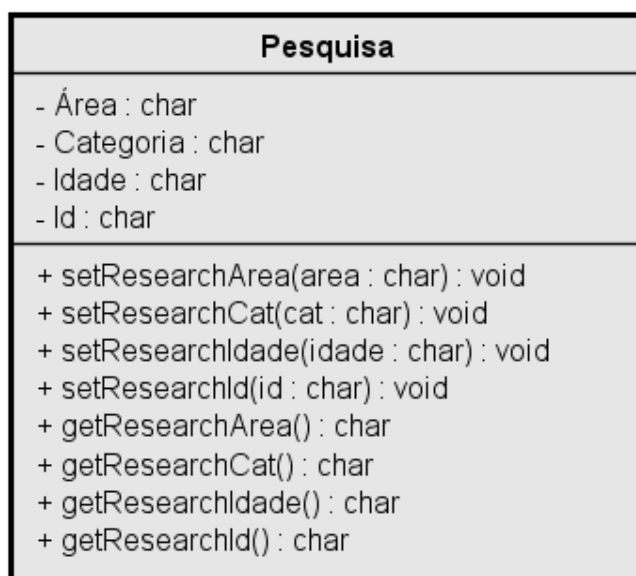 Pesquisa
- Área : char
- Categoria : char
- Idade : char
- Id : char
+ setResearchArea(area : char) : void
+ setResearchCat(cat : char) : void
+ setResearchIdade(idade : char) : void
+ setResearchId(id : char) : void
+ getResearchArea() : char
+ getResearchCat() : char
+ getResearchIdade() : char
+ getResearchId() : char